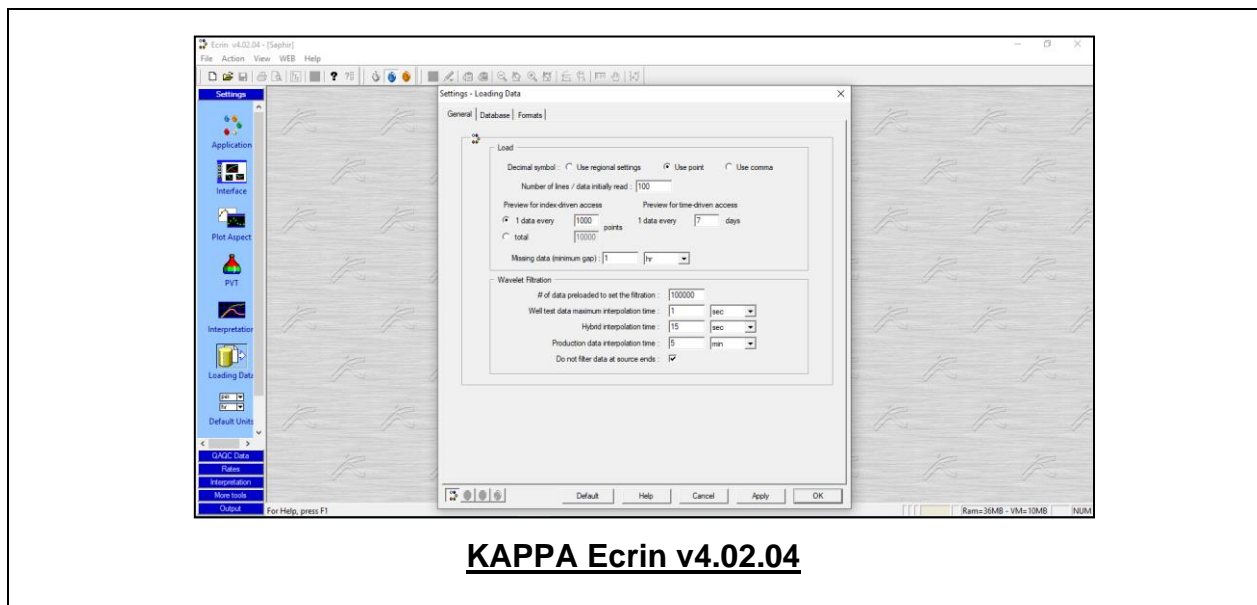 Ecrin v4.02.04 - [Saphir]
File Action View WEB Help
Settings
Application
Interface
Plot Aspect
PVT
Interpretation
Loading Data
Default Units
QAQC Data
Rates
Interpretation
More tools
Output
For Help, press F1
Settings - Loading Data
General Database Formats
Load
Decimal symbol : Use regional settings Use point Use comma
Number of lines / data initially read : 100
Preview for index-driven access Preview for time-driven access
1 data every 1000 points 1 data every 7 days
total 10000
Missing data (minimum gap) : 1 hr
Wavelet Filtration
# of data preloaded to set the filtration : 100000
Well test data maximum interpolation time : 1 sec
Hybrid interpolation time : 15 sec
Production data interpolation time : 5 min
Do not filter data at source ends :
Default Help Cancel Apply OK
Ram=36MB - VM=10MB NUM
KAPPA Ecrin v4.02.04